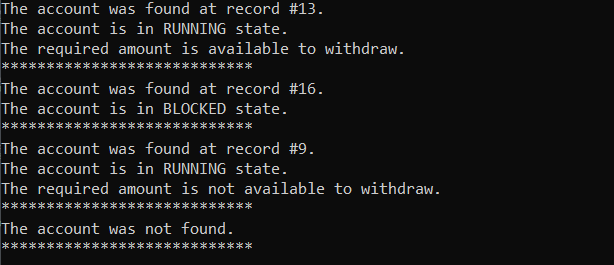 The account was found at record #13.
The account is in RUNNING state.
The required amount is available to withdraw.
****************************
The account was found at record #16.
The account is in BLOCKED state.
****************************
The account was found at record #9.
The account is in RUNNING state.
The required amount is not available to withdraw.
****************************
The account was not found.
****************************